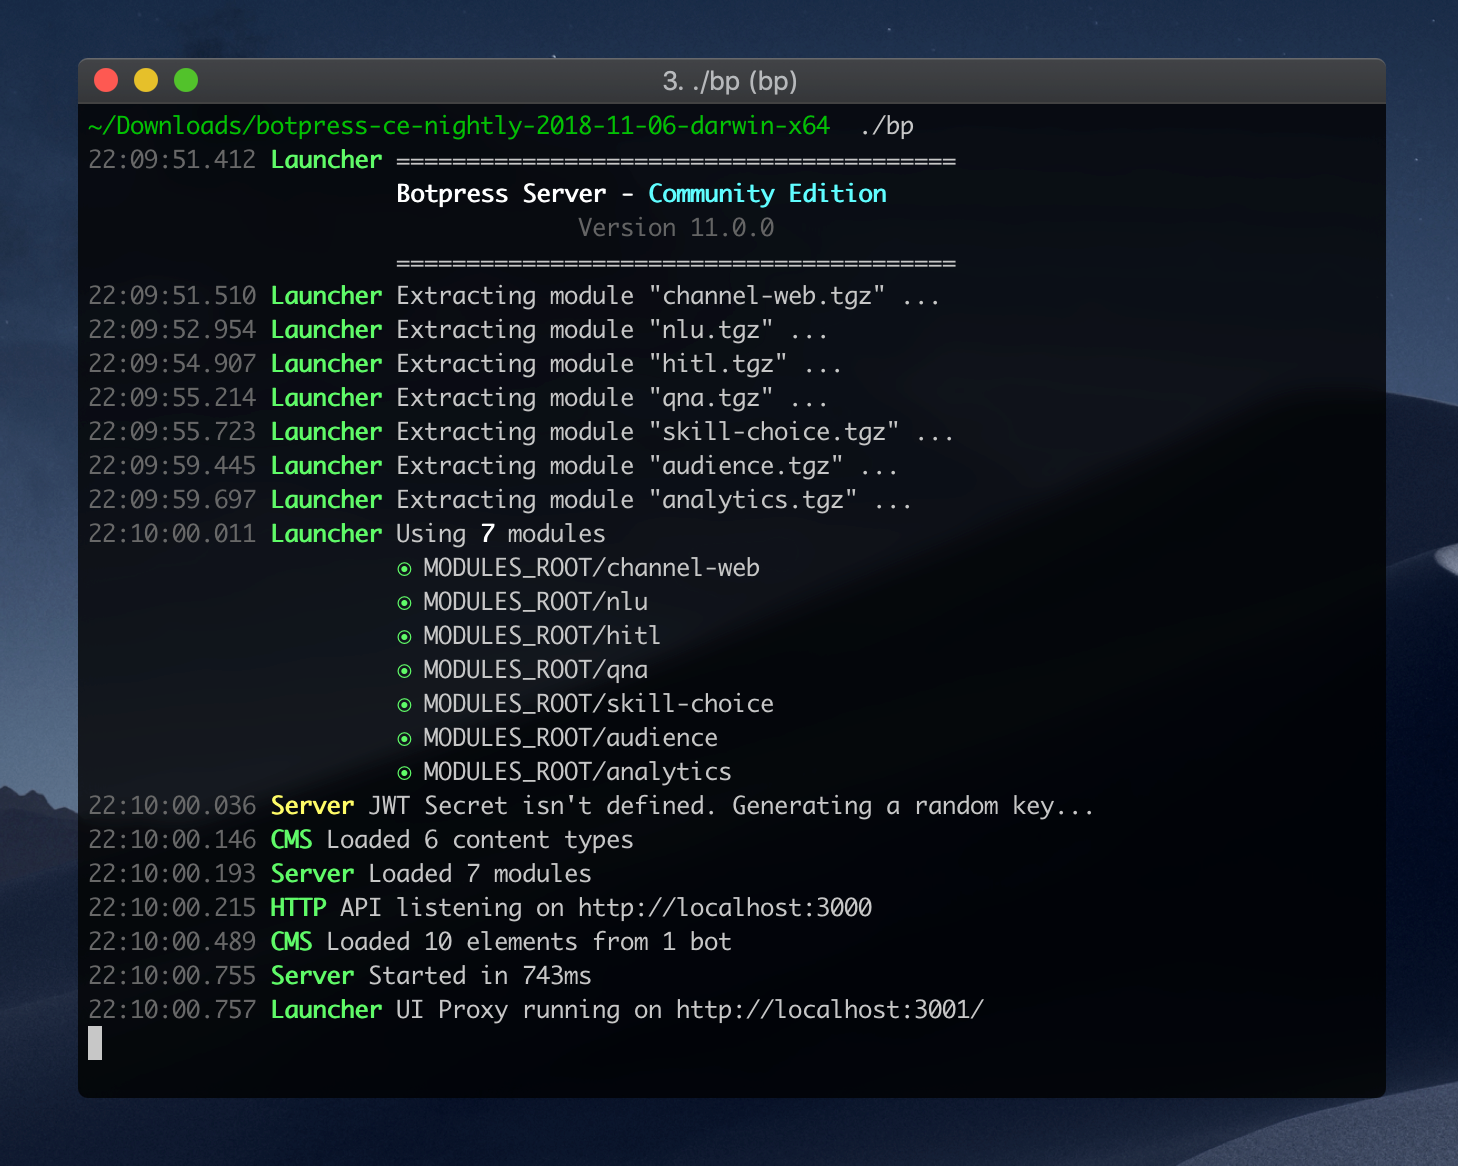 3. ./bp (bp)
~/Downloads/botpress-ce-nightly-2018-11-06-darwin-x64 ./bp
22:09:51.412 Launcher ========================================
Botpress Server - Community Edition
Version 11.0.0
========================================
22:09:51.510 Launcher Extracting module "channel-web.tgz" ...
22:09:52.954 Launcher Extracting module "nlu.tgz" ...
22:09:54.907 Launcher Extracting module "hitl.tgz" ...
22:09:55.214 Launcher Extracting module "qna.tgz" ...
22:09:55.723 Launcher Extracting module "skill-choice.tgz" ...
22:09:59.445 Launcher Extracting module "audience.tgz" ...
22:09:59.697 Launcher Extracting module "analytics.tgz" ...
22:10:00.011 Launcher Using 7 modules
⦿ MODULES_ROOT/channel-web
⦿ MODULES_ROOT/nlu
⦿ MODULES_ROOT/hitl
⦿ MODULES_ROOT/qna
⦿ MODULES_ROOT/skill-choice
⦿ MODULES_ROOT/audience
⦿ MODULES_ROOT/analytics
22:10:00.036 Server JWT Secret isn't defined. Generating a random key...
22:10:00.146 CMS Loaded 6 content types
22:10:00.193 Server Loaded 7 modules
22:10:00.215 HTTP API listening on http://localhost:3000
22:10:00.489 CMS Loaded 10 elements from 1 bot
22:10:00.755 Server Started in 743ms
22:10:00.757 Launcher UI Proxy running on http://localhost:3001/